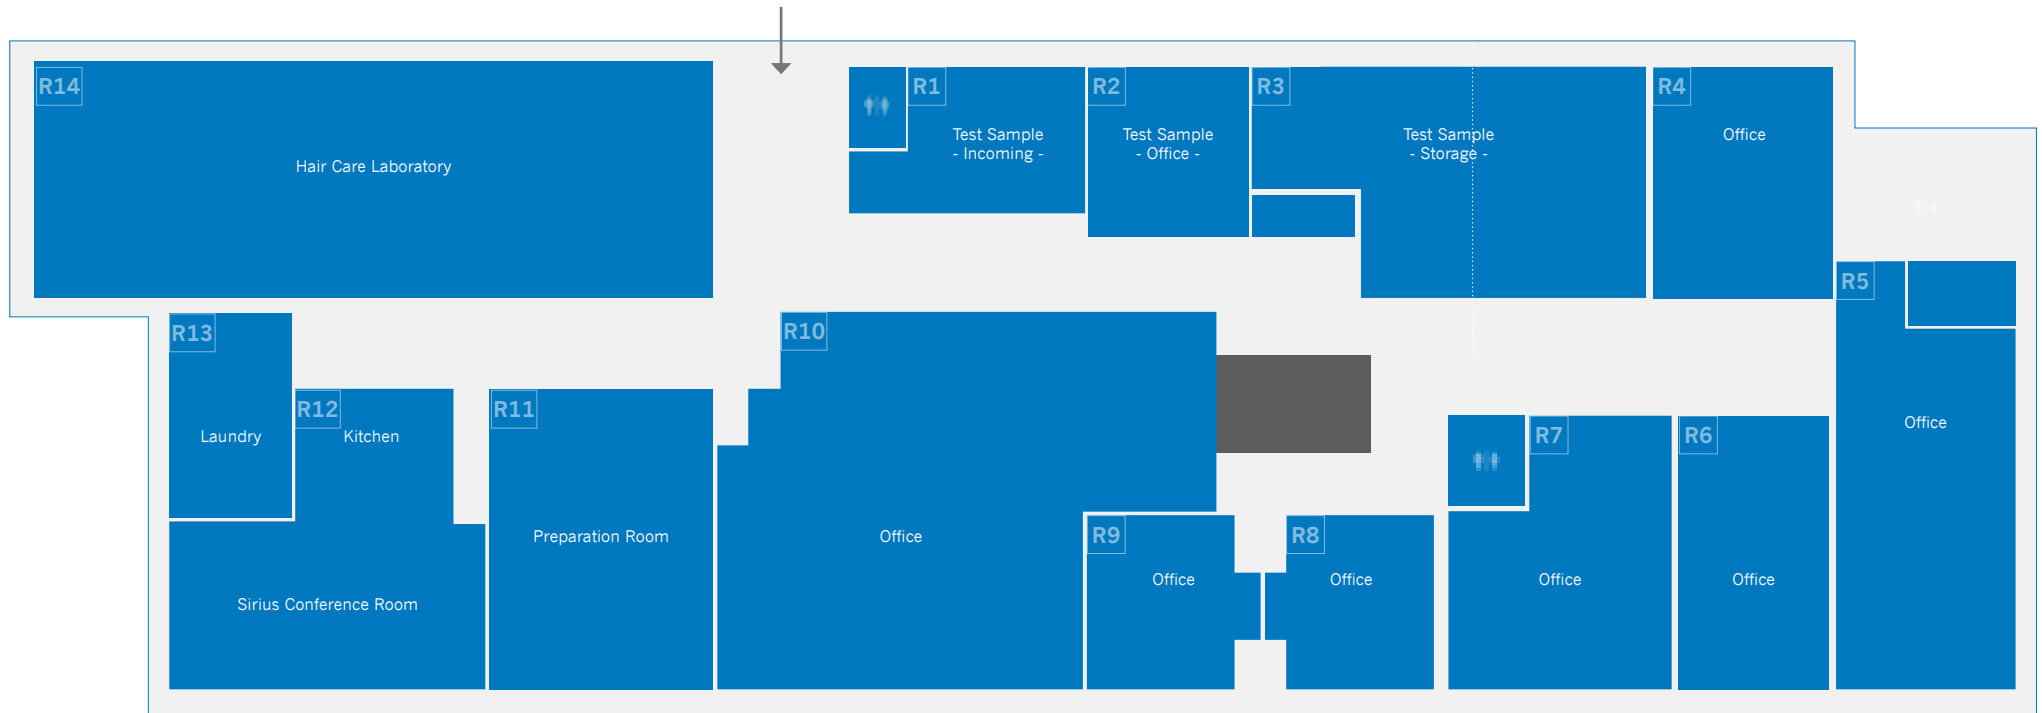 R14
Hair Care Laboratory
R1
Test Sample
- Incoming -
R2
Test Sample
- Office -
R3
Test Sample
- Storage -
R4
Office
R5
Office
R13
Laundry
R12
Kitchen
Sirius Conference Room
R11
Preparation Room
R10
Office
R9
Office
R8
Office
R7
Office
R6
Office